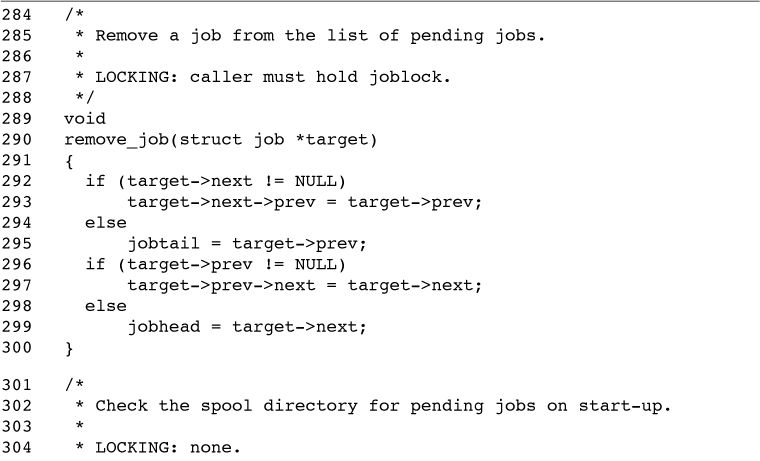 284   /*
285    * Remove a job from the list of pending jobs.
286    *
287    * LOCKING: caller must hold joblock.
288    */
289   void
290   remove_job(struct job *target)
291   {
292     if (target->next != NULL)
293         target->next->prev = target->prev;
294     else
295         jobtail = target->prev;
296     if (target->prev != NULL)
297         target->prev->next = target->next;
298     else
299         jobhead = target->next;
300   }
301   /*
302    * Check the spool directory for pending jobs on start-up.
303    *
304    * LOCKING: none.